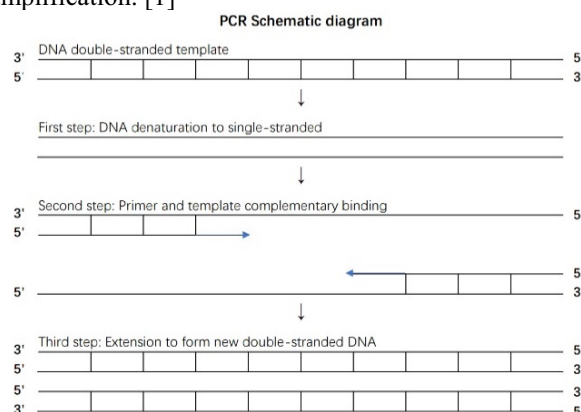 mplification. [1]
PCR Schematic diagram
DNA double-stranded template
3' 5
5' 3
First step: DNA denaturation to single-stranded
Second step: Primer and template complementary binding
3' 5
5'
5
5' 3
Third step: Extension to form new double-stranded DNA
3' 5
5' 3
5' 3
3' 5